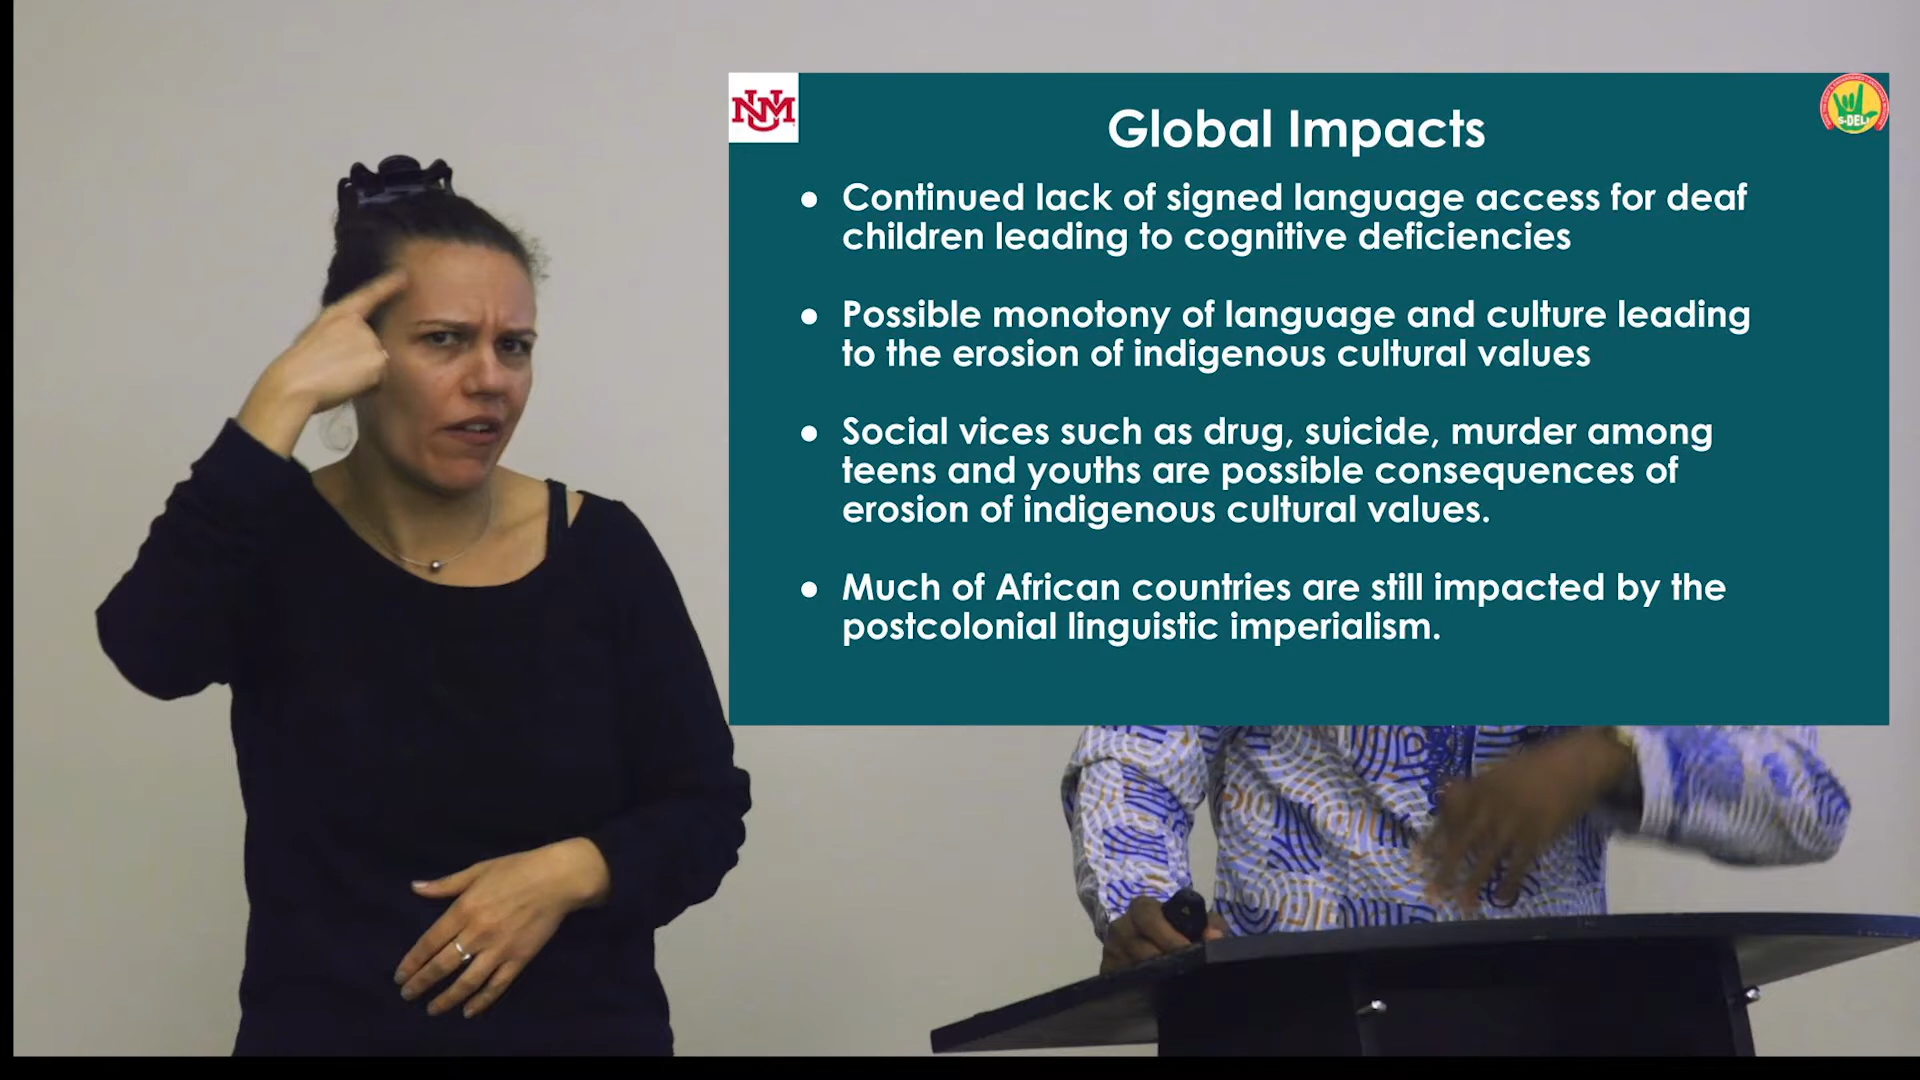 NUM
Global Impacts
S-DELI
• Continued lack of signed language access for deaf
children leading to cognitive deficiencies
• Possible monotony of language and culture leading
to the erosion of indigenous cultural values
• Social vices such as drug, suicide, murder among
teens and youths are possible consequences of
erosion of indigenous cultural values.
• Much of African countries are still impacted by the
postcolonial linguistic imperialism.